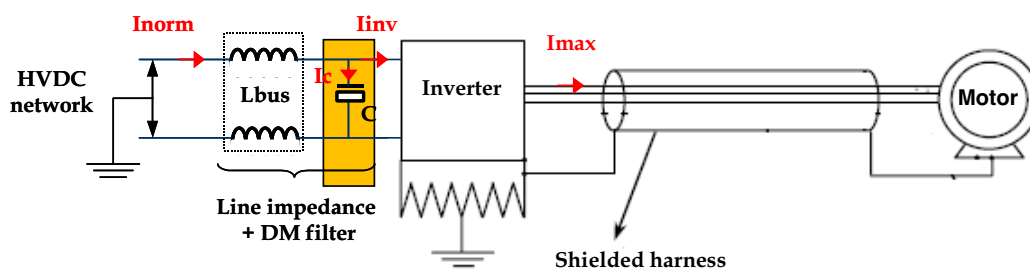 Inorm
Iinv
Imax
HVDC
network
Lbus
Ic
C
Inverter
Motor
Line impedance
+ DM filter
Shielded harness